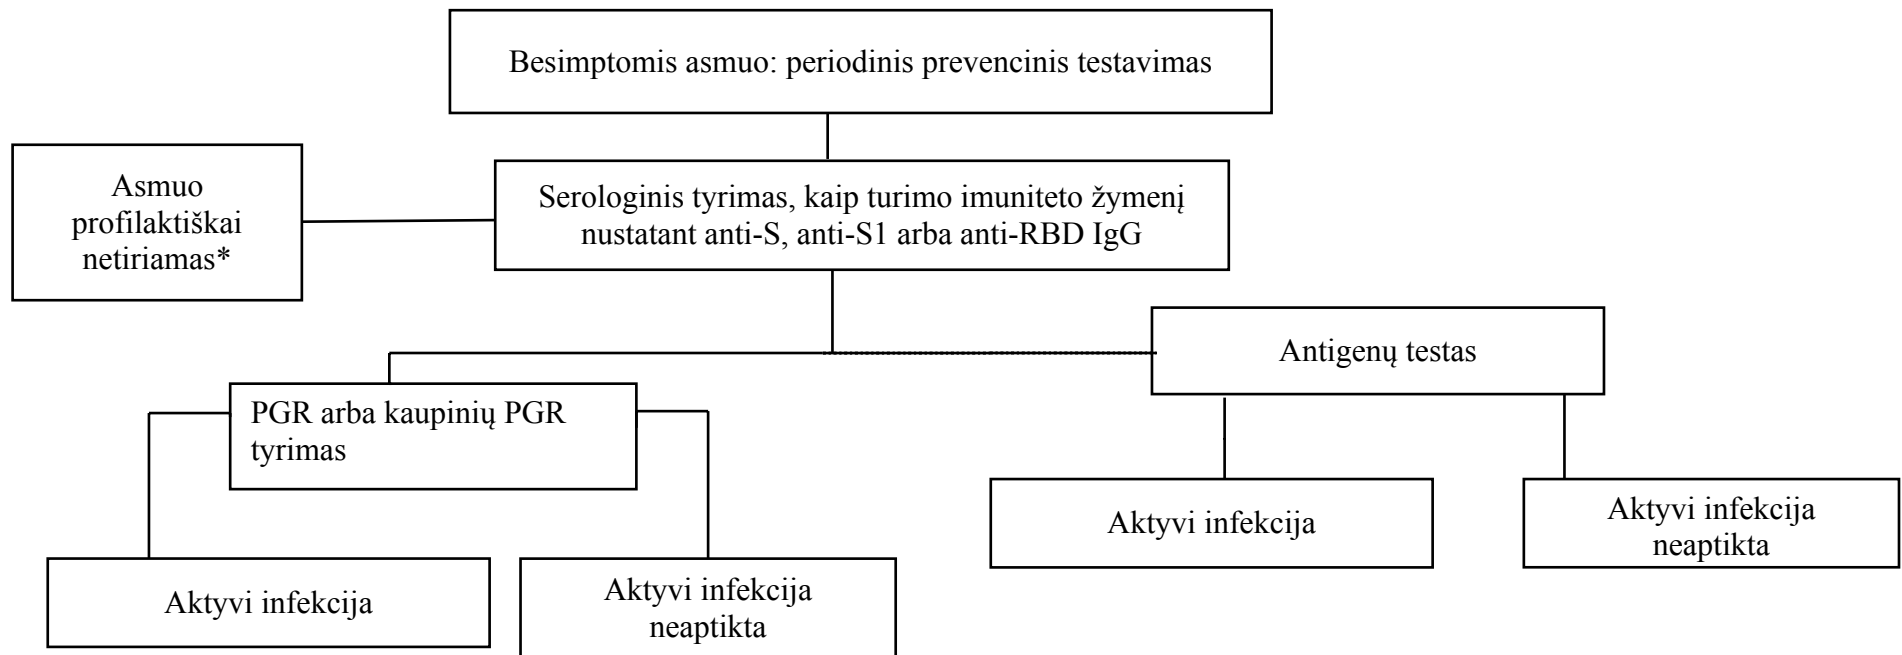 Besimptomis asmuo: periodinis prevencinis testavimas
Asmuo
profilaktiškai
netiriamas*
Serologinis tyrimas, kaip turimo imuniteto žymenį
nustatant anti-S, anti-S1 arba anti-RBD IgG
Antigenų testas
PGR arba kaupinių PGR
tyrimas
Aktyvi infekcija
Aktyvi infekcija
neaptikta
Aktyvi infekcija
Aktyvi infekcija
neaptikta